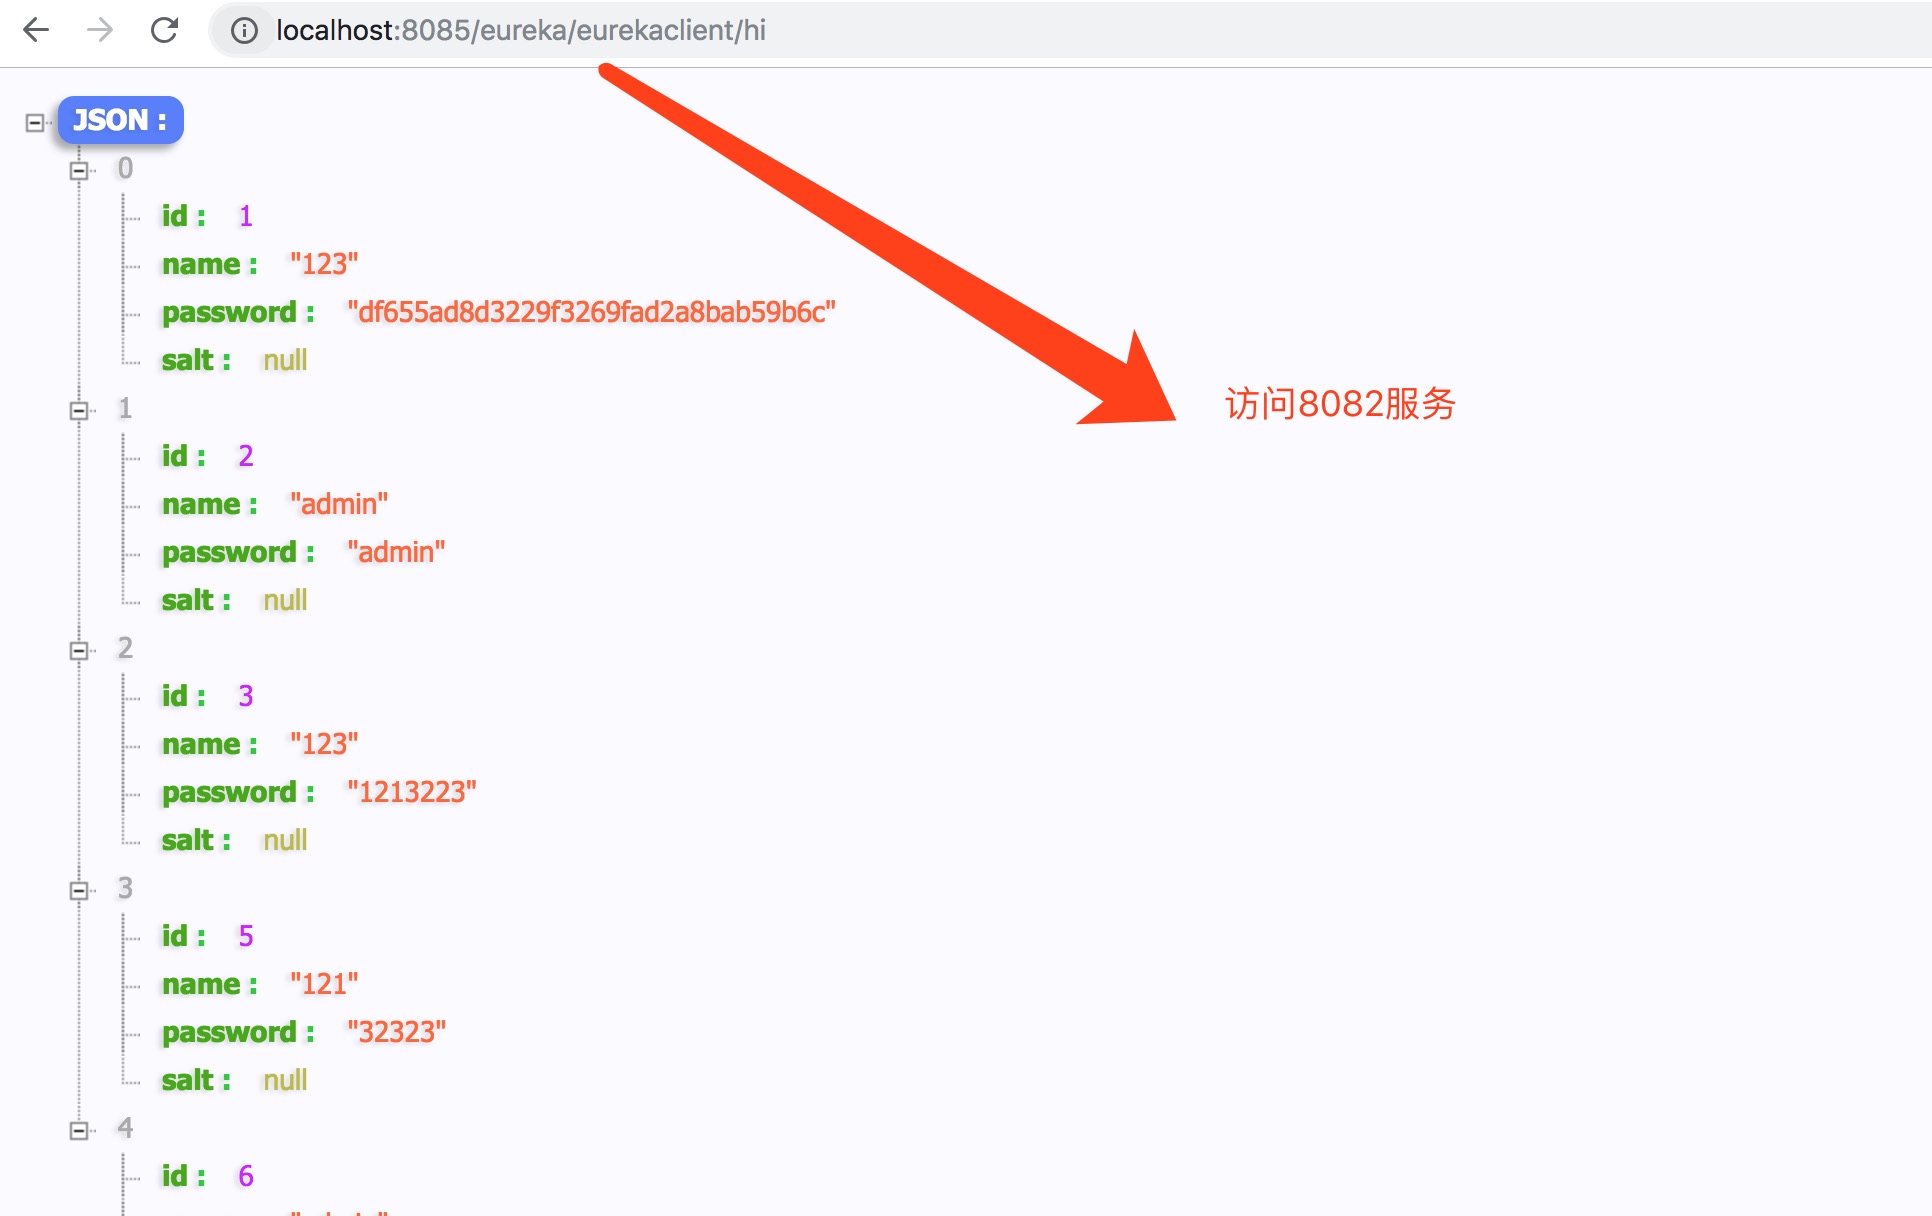 localhost:8085/eureka/eurekaclient/hi
JSON :
0
id : 1
name : "123"
password : "df655ad8d3229f3269fad2a8bab59b6c"
salt : null
1
访问8082服务
id : 2
name : "admin"
password : "admin"
salt : null
2
id : 3
name : "123"
password : "1213223"
salt : null
3
id : 5
name : "121"
password : "32323"
salt : null
4
id : 6